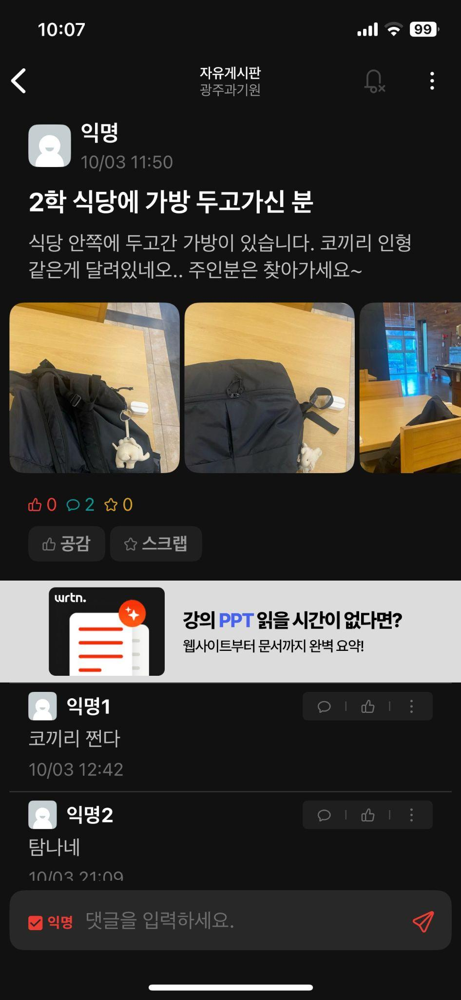 10:07
99
자유게시판
광주과기원
익명
10/03 11:50
2학 식당에 가방 두고가신 분
식당 안쪽에 두고간 가방이 있습니다. 코끼리 인형
같은게 달려있네오.. 주인분은 찾아가세요~
0 2 0
공감 스크랩
wrtn.
강의 PPT 읽을 시간이 없다면?
웹사이트부터 문서까지 완벽 요약!
익명1
코끼리 쩐다
10/03 12:42
익명2
탐나네
10/03 21:09
익명 댓글을 입력하세요.